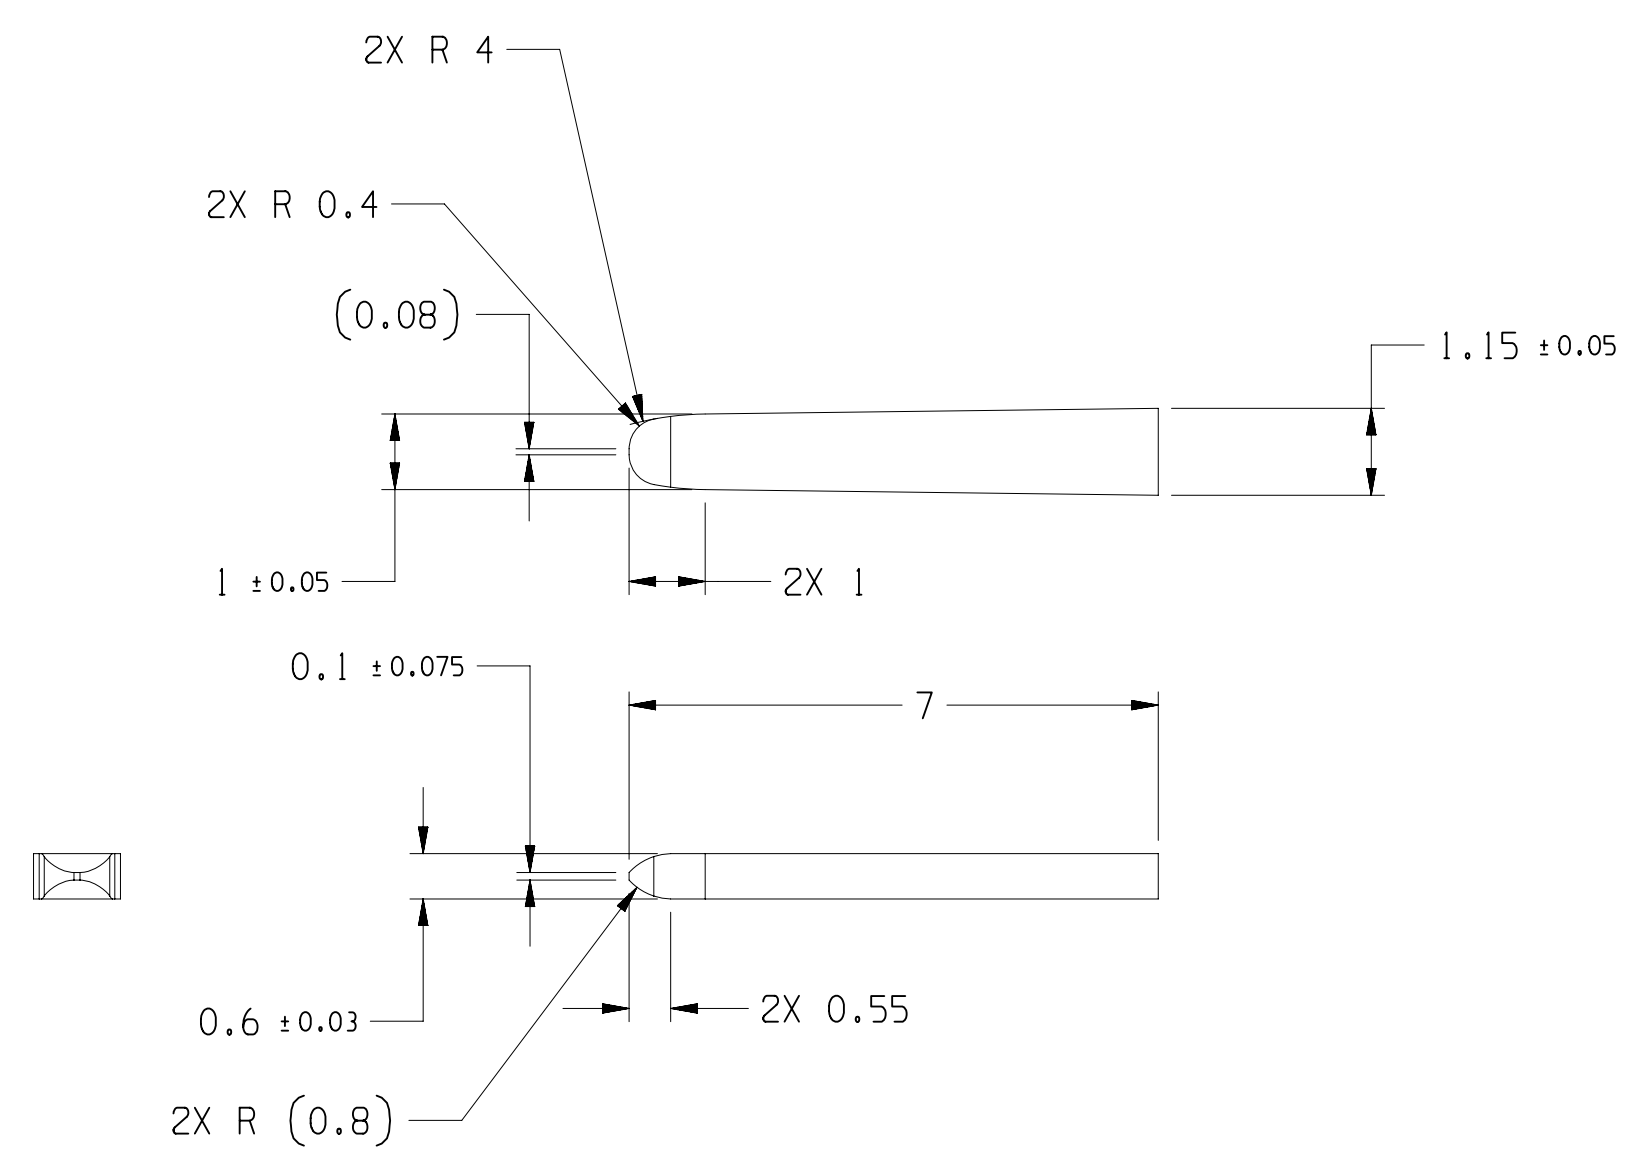 2X R 4
2X R 0.4
(0.08)
1.15 ±0.05
1 ±0.05
2X 1
0.1 ±0.075
7
0.6 ±0.03
2X 0.55
2X R (0.8)